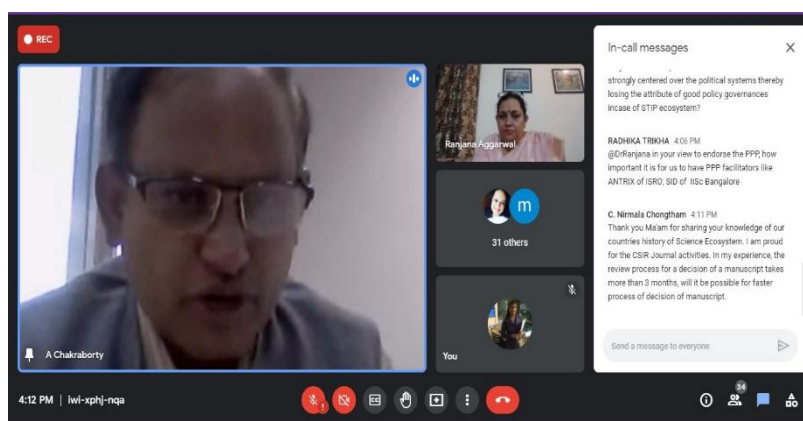 REC
Ranjana Aggarwal
m
31 others
A Chakraborty
You
4:12 PM | lwi-xphj-nqa
CC
34
In-call messages
strongly centered over the political systems thereby
losing the attribute of good policy governances
incase of STIP ecosystem?
RADHIKA TRIKHA 4:05 PM
@DrRanjana in your view to endorse the PPP, how
important it is for us to have PPP facilitators like
ANTRIX of ISRO; SID of IISc Bangalore
C. Nirmala Chongtham 4:11 PM
Thank you Ma'am for sharing your knowledge of our
countries history of Science Ecosystem. I am proud
for the CSIR Journal activities. In my experience, the
review process for a decision of a manuscript takes
more than 3 months, will it be possible for faster
process of decision of manuscript.
Send a message to everyone